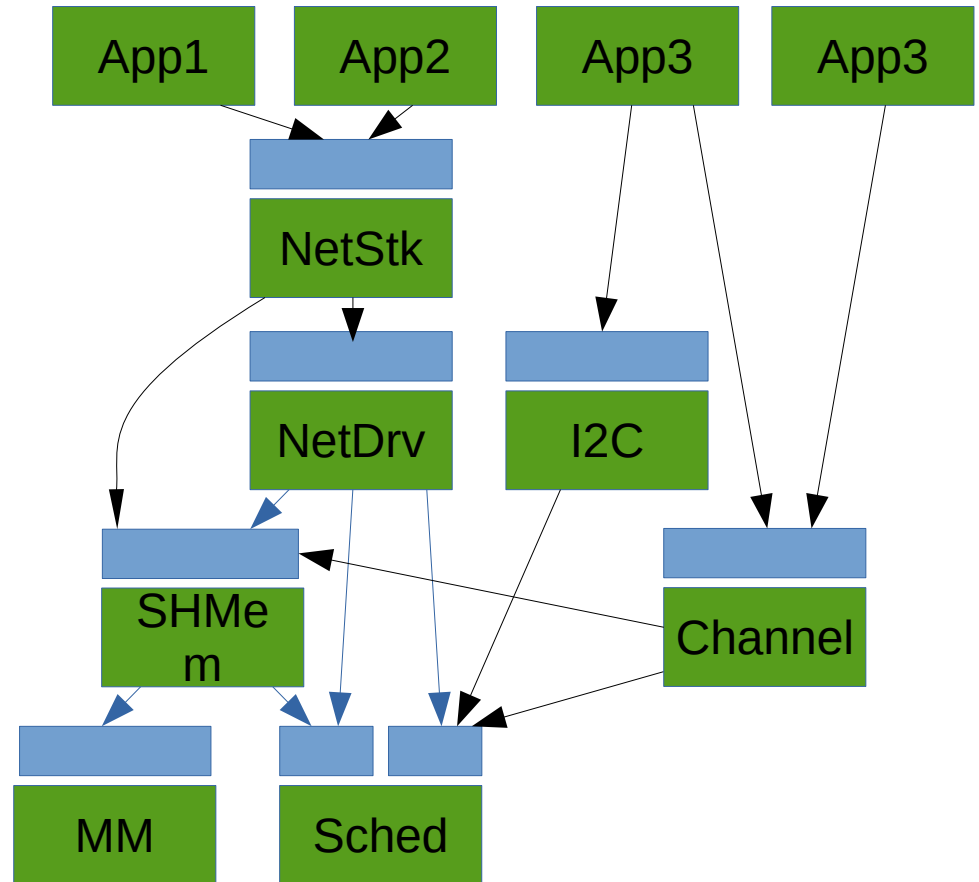 App1
App2
App3
App3
NetStk
NetDrv
I2C
SHMe
m
Channel
MM
Sched